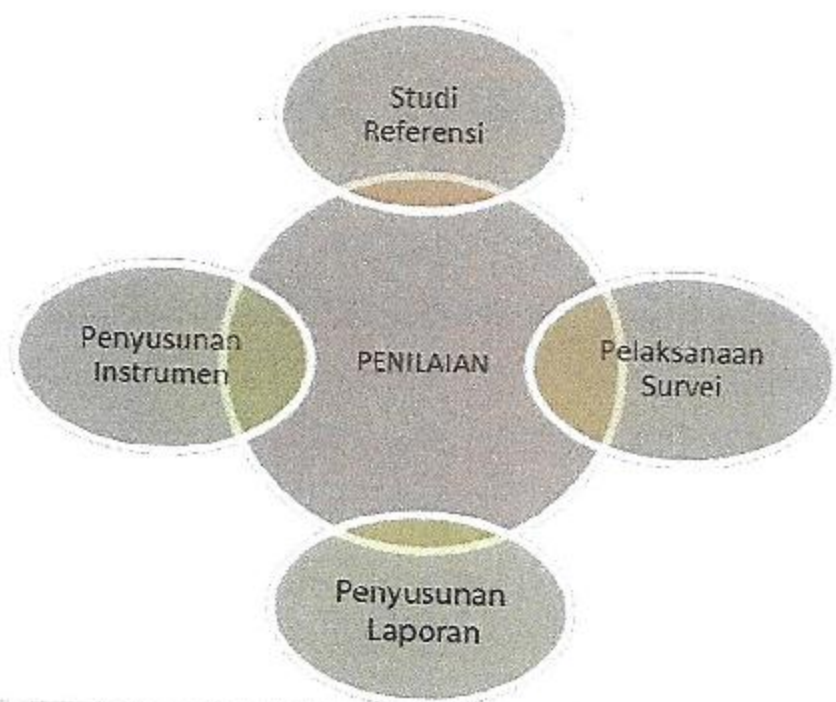 Studi
Referensi
Penyusunan
Instrumen
PENILAIAN
Pelaksanaan
Survei
Penyusunan
Laporan